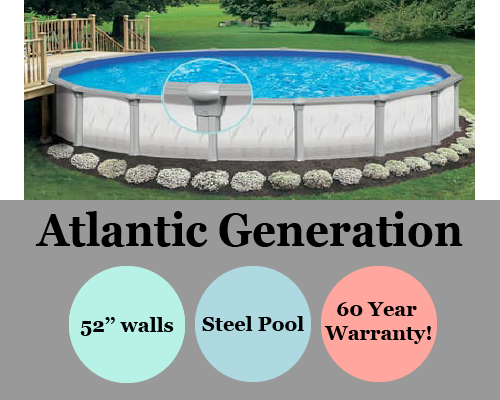 Atlantic Generation
52” walls
Steel Pool
60 Year
Warranty!